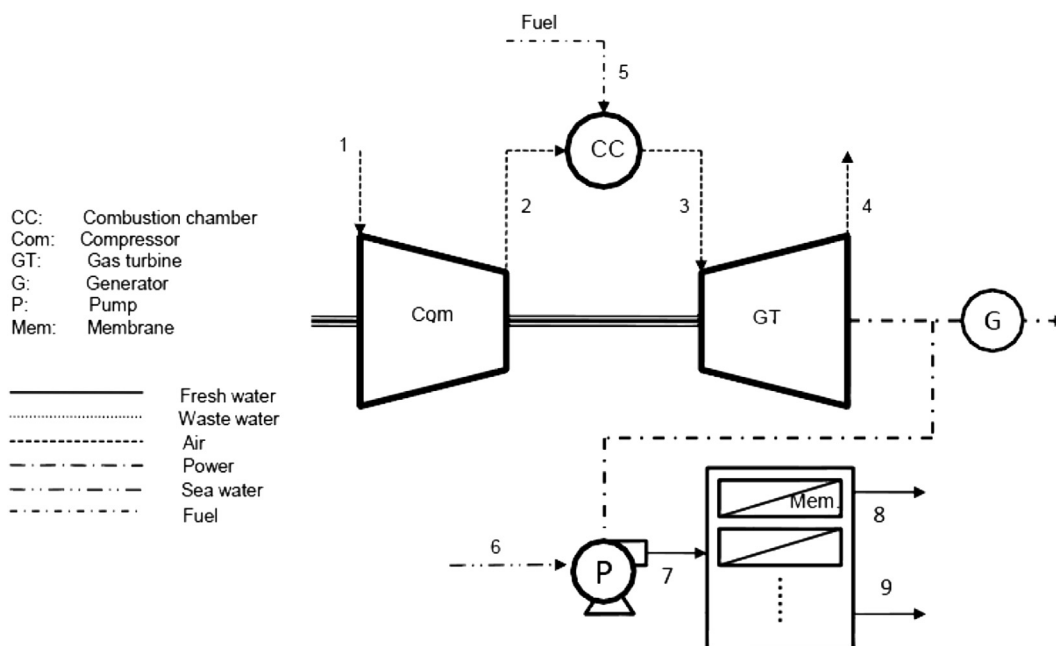 Fuel
5
CC
1
2
3
4
CC: Combustion chamber
Com: Compressor
GT: Gas turbine
G: Generator
P: Pump
Mem: Membrane
Com
GT
G
Fresh water
Waste water
Air
Power
Sea water
Fuel
Mem.
8
6
P
7
9